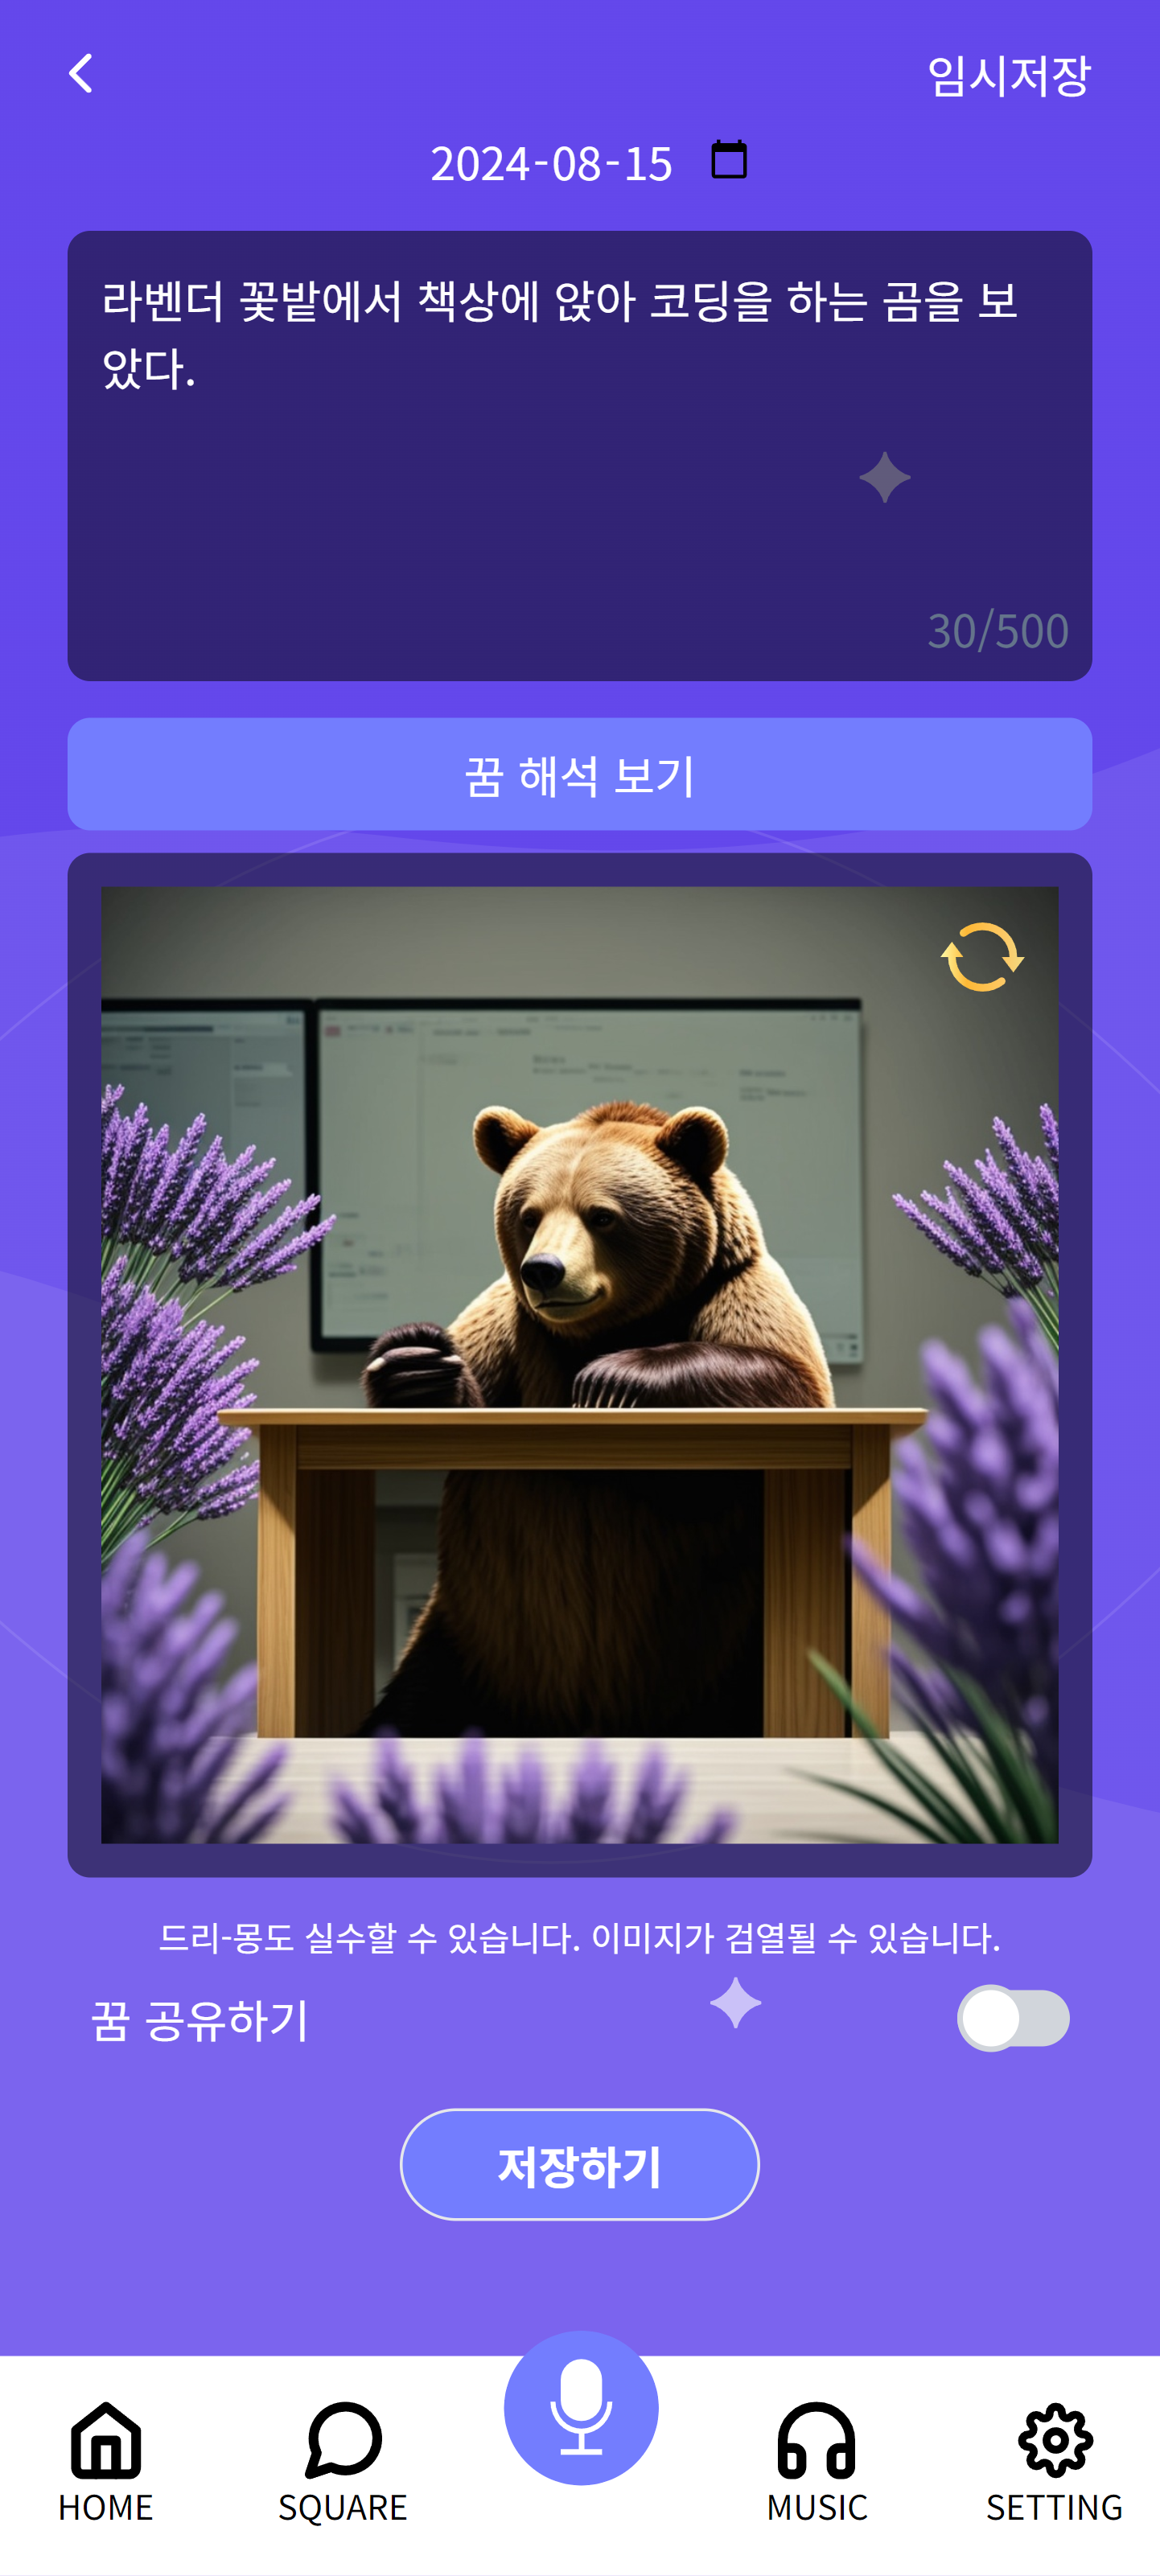 임시저장
2024-08-15
라벤더 꽃밭에서 책상에 앉아 코딩을 하는 곰을 보
았다.
30/500
꿈 해석 보기
드리-몽도 실수할 수 있습니다. 이미지가 검열될 수 있습니다.
꿈 공유하기
저장하기
HOME
SQUARE
MUSIC
SETTING